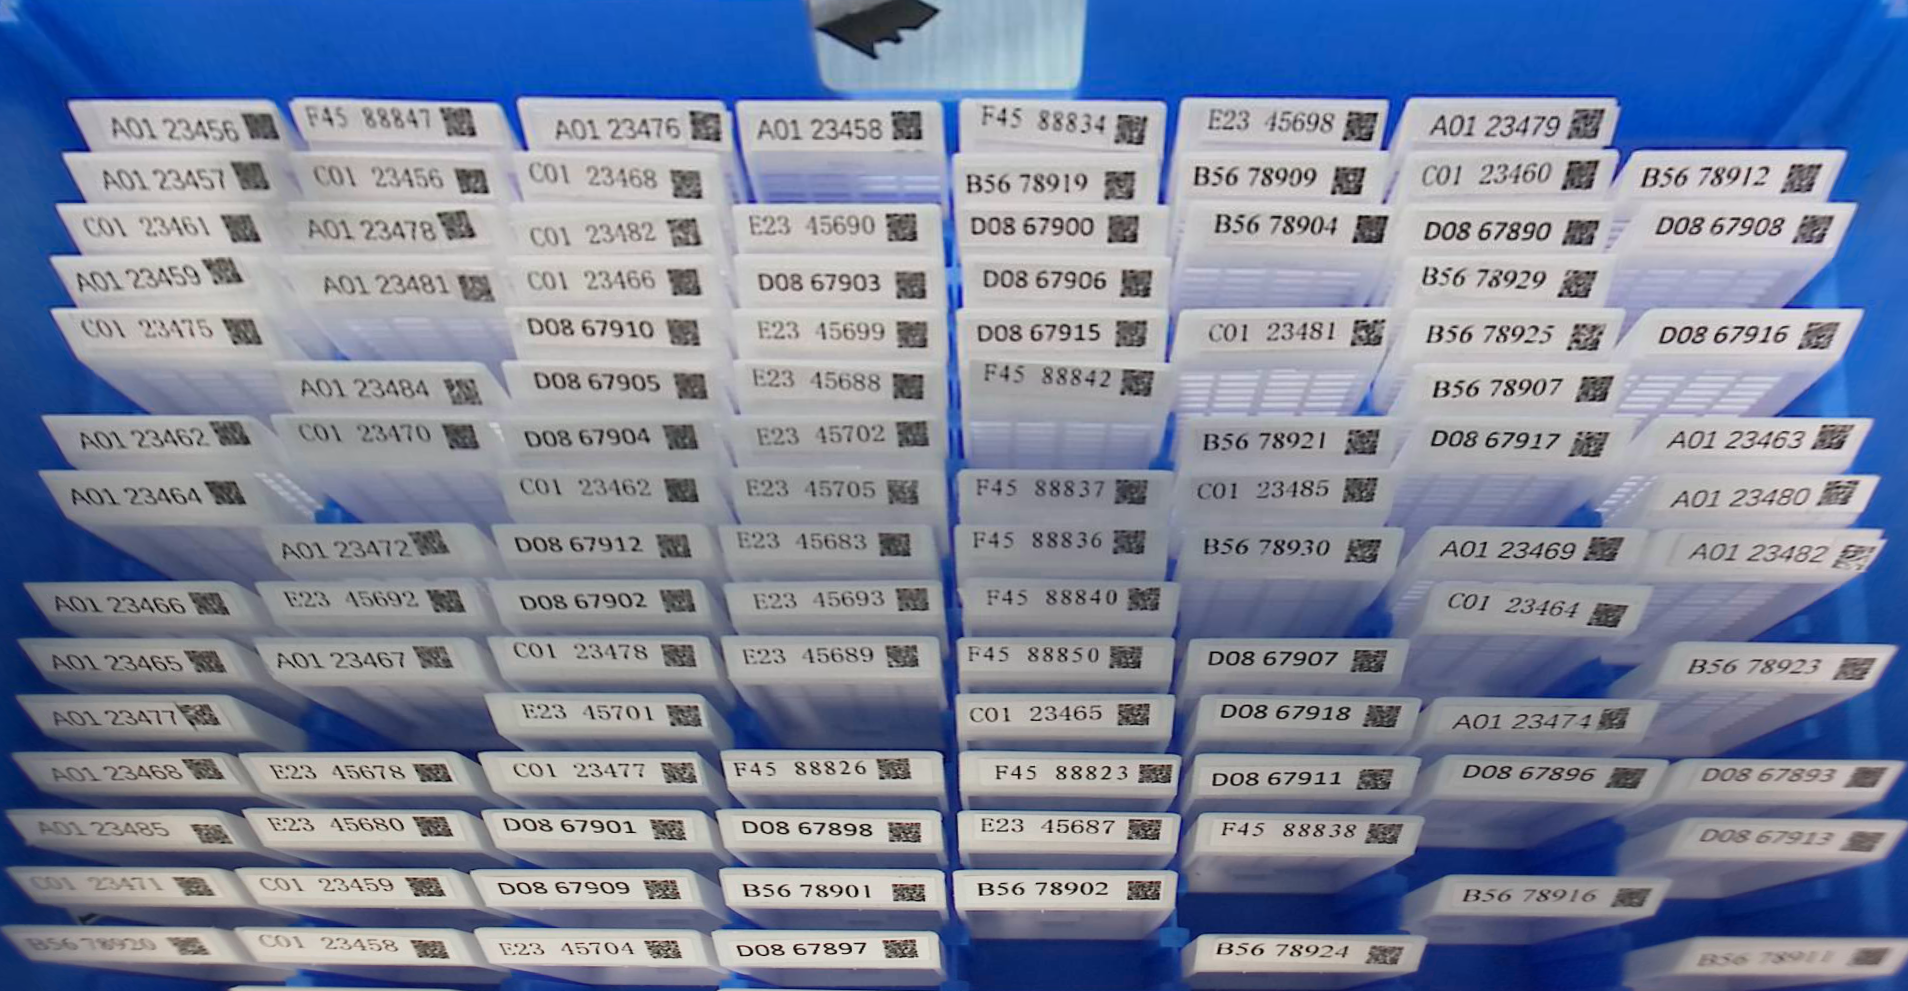 A01 23456 F45 88847 A01 23476 A01 23458 F45 88834 E23 45698 A01 23479
A01 23457 C01 23456 C01 23468 B56 78919 B56 78909 C01 23460 B56 78912
C01 23461 A01 23478 C01 23482 E23 45690 D08 67900 B56 78904 D08 67890 D08 67908
A01 23459 A01 23481 C01 23466 D08 67903 D08 67906 B56 78929
C01 23475 D08 67910 E23 45699 D08 67915 C01 23481 B56 78925 D08 67916
A01 23484 D08 67905 E23 45688 F45 88842 B56 78907
A01 23462 C01 23470 D08 67904 E23 45702 B56 78921 D08 67917 A01 23463
A01 23464 C01 23462 E23 45705 F45 88837 C01 23485 A01 23480
A01 23472 D08 67912 E23 45683 F45 88836 B56 78930 A01 23469 A01 23482
A01 23466 E23 45692 D08 67902 E23 45693 F45 88840 C01 23464
A01 23465 A01 23467 C01 23478 E23 45689 F45 88850 D08 67907 B56 78923
A01 23477 E23 45701 C01 23465 D08 67918 A01 23474
A01 23468 E23 45678 C01 23477 F45 88826 F45 88823 D08 67911 D08 67896 D08 67893
A01 23485 E23 45680 D08 67901 D08 67898 E23 45687 F45 88838 D08 67913
C01 23471 C01 23459 D08 67909 B56 78901 B56 78902 B56 78916
B56 78920 C01 23458 E23 45704 D08 67897 B56 78924 B56 78911